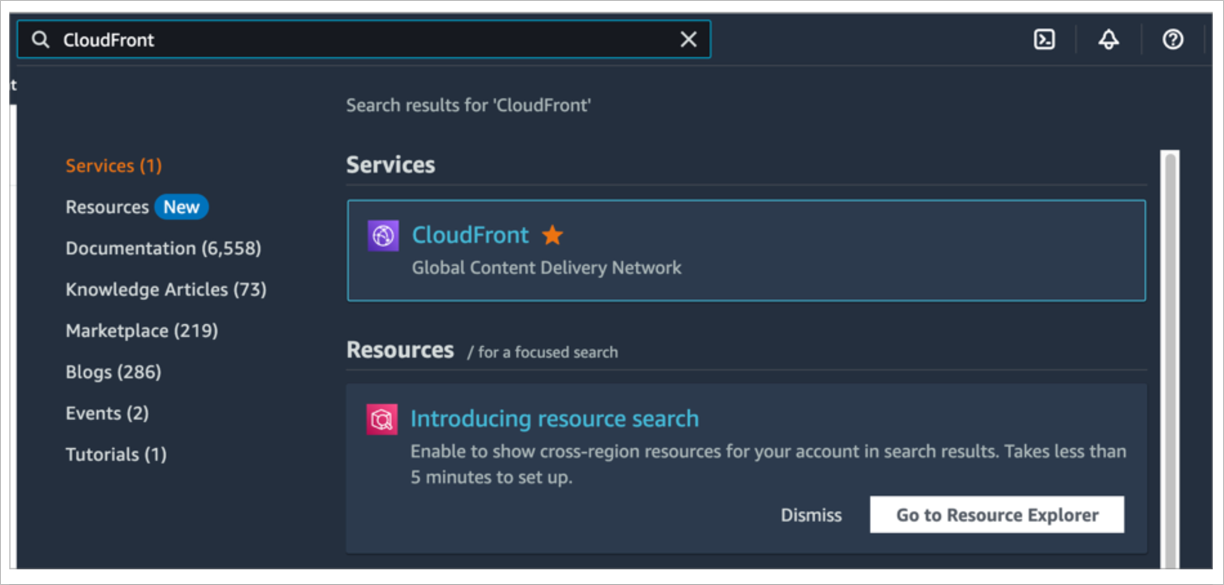 CloudFront
t
Search results for 'CloudFront'
Services (1)
Resources New
Documentation (6,558)
Knowledge Articles (73)
Marketplace (219)
Blogs (286)
Events (2)
Tutorials (1)
Services
CloudFront
Global Content Delivery Network
Resources / for a focused search
Introducing resource search
Enable to show cross-region resources for your account in search results. Takes less than
5 minutes to set up.
Dismiss Go to Resource Explorer